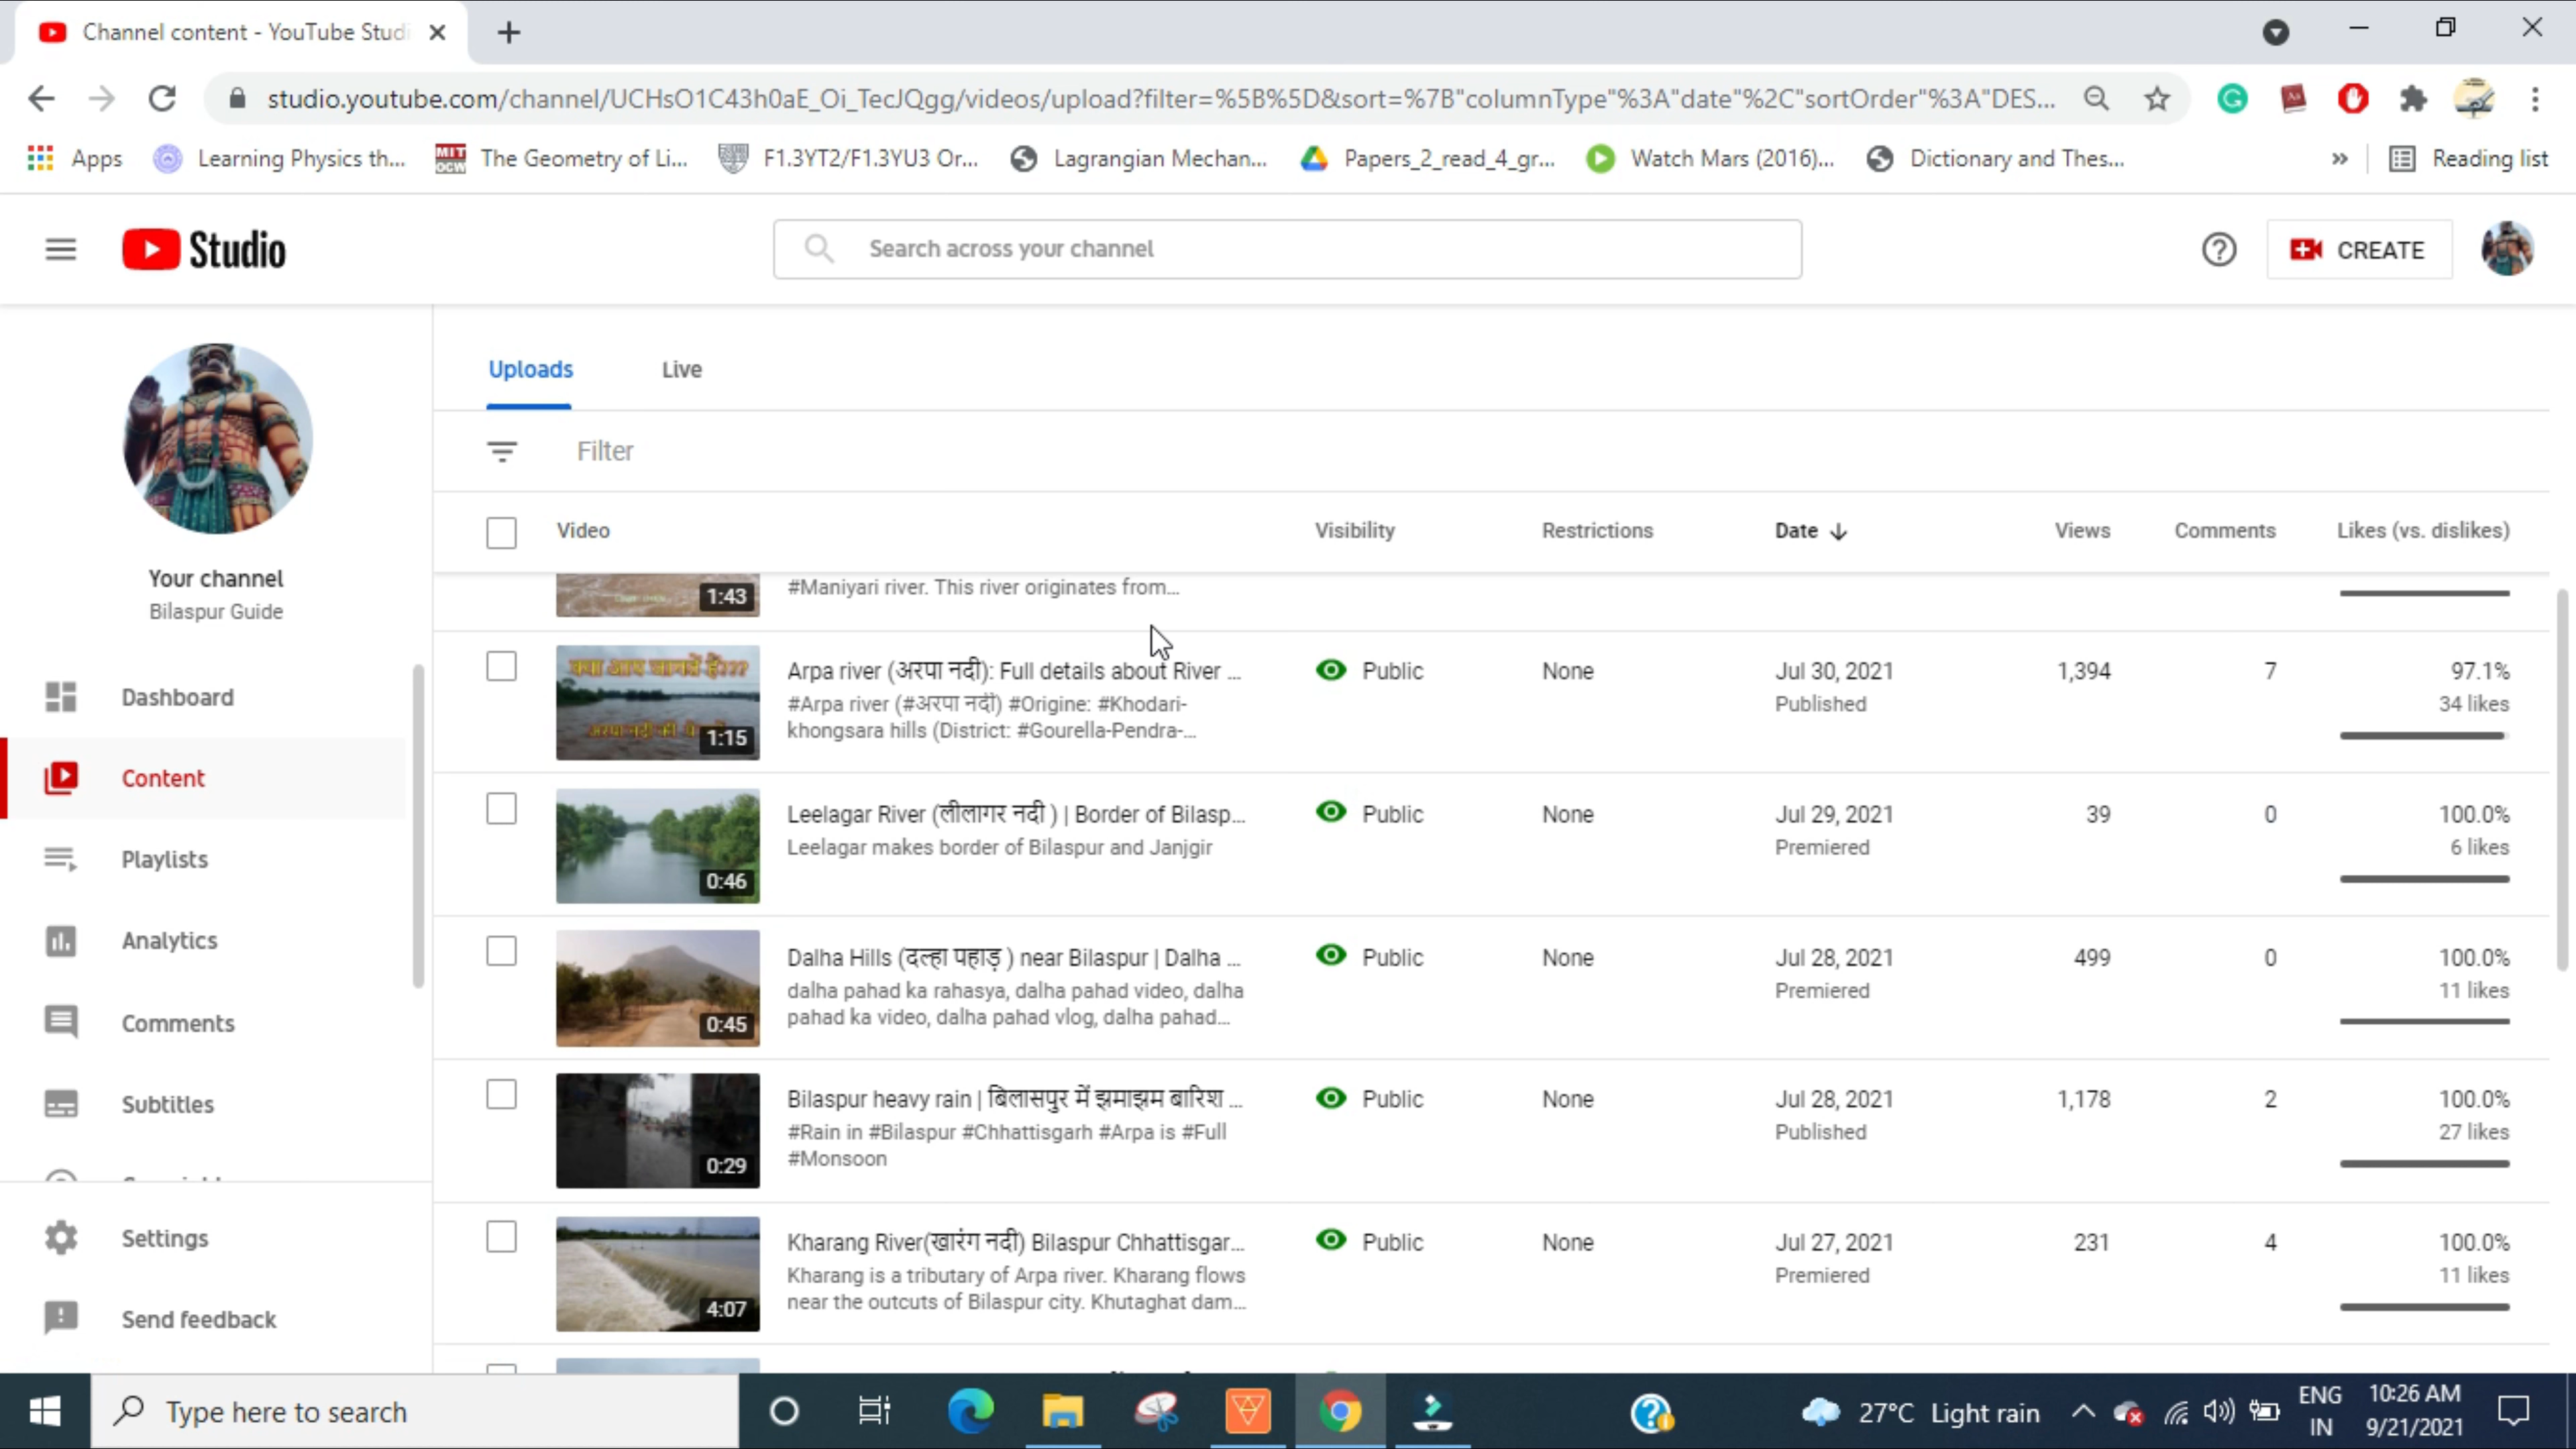 Channel content - YouTube Studi
studio.youtube.com/channel/UCHsO1C43h0aE_Oi_TecJQgg/videos/upload?filter=%5B%5D&sort=%7B"columnType"%3A"date"%2C"sortOrder"%3A"DES...
Apps
Learning Physics th...
MIT OCW
The Geometry of Li...
F1.3YT2/F1.3YU3 Or...
Lagrangian Mechan...
Papers_2_read_4_gr...
Watch Mars (2016)...
Dictionary and Thes...
»
Reading list
Studio
Search across your channel
CREATE
Your channel
Bilaspur Guide
Dashboard
Content
Playlists
Analytics
Comments
Subtitles
Settings
Send feedback
Uploads Live
Filter
Video Visibility Restrictions Date Views Comments Likes (vs. dislikes)
1:43
#Maniyari river. This river originates from...
क्या आप जानते हैं???
1:15
Arpa river (अरपा नदी): Full details about River ...
#Arpa river (#अरपा नदी) #Origine: #Khodari-
khongsara hills (District: #Gourella-Pendra-...
Public None Jul 30, 2021 1,394 7 97.1%
Published 34 likes
0:46
Leelagar River (लीलागर नदी ) | Border of Bilasp...
Leelagar makes border of Bilaspur and Janjgir
Public None Jul 29, 2021 39 0 100.0%
Premiered 6 likes
0:45
Dalha Hills (दल्हा पहाड़ ) near Bilaspur | Dalha ...
dalha pahad ka rahasya, dalha pahad video, dalha
pahad ka video, dalha pahad vlog, dalha pahad...
Public None Jul 28, 2021 499 0 100.0%
Premiered 11 likes
0:29
Bilaspur heavy rain | बिलासपुर में झमाझम बारिश ...
#Rain in #Bilaspur #Chhattisgarh #Arpa is #Full
#Monsoon
Public None Jul 28, 2021 1,178 2 100.0%
Published 27 likes
4:07
Kharang River(खारंग नदी) Bilaspur Chhattisgar...
Kharang is a tributary of Arpa river. Kharang flows
near the outcuts of Bilaspur city. Khutaghat dam...
Public None Jul 27, 2021 231 4 100.0%
Premiered 11 likes
Type here to search
27°C Light rain
ENG
IN
10:26 AM
9/21/2021